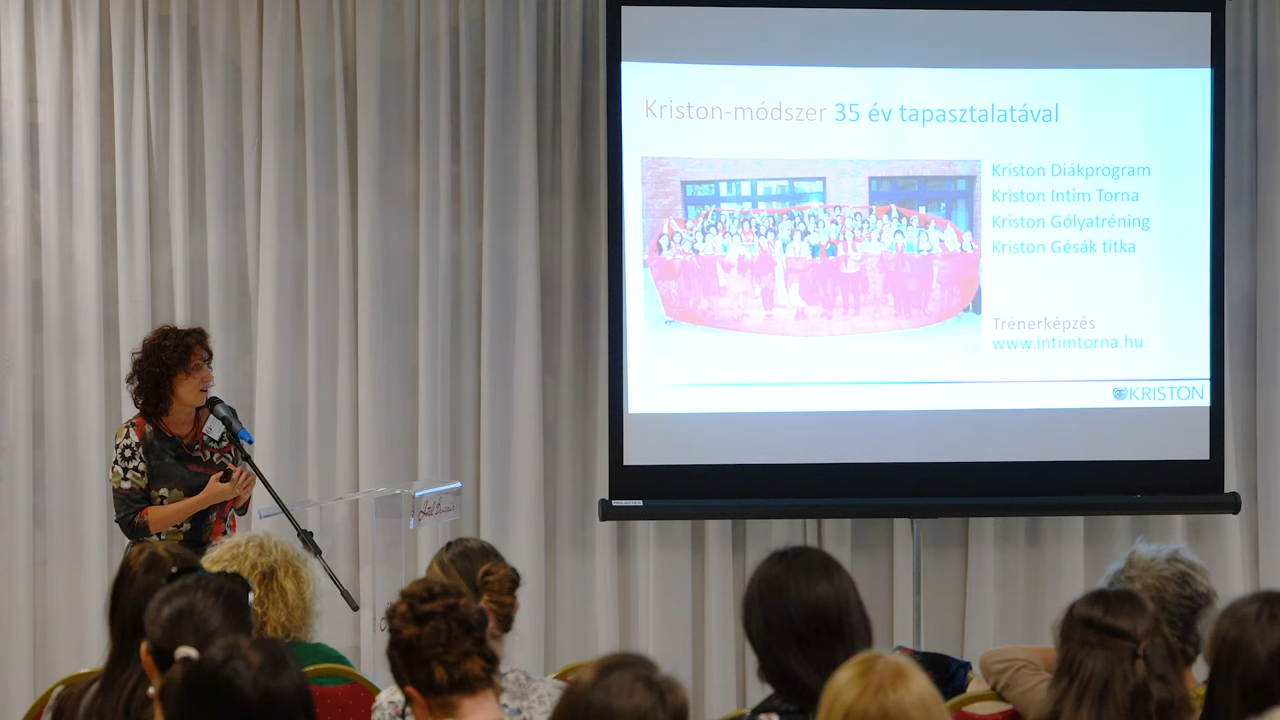 Kriston-módszer 35 év tapasztalatával
Kriston Diákprogram
Kriston Intim Torna
Kriston Gólyatréning
Kriston Gésák titka
Trénerképzés
www.intimtorna.hu
KRISTON